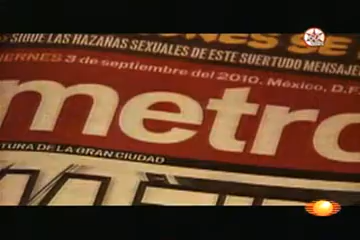 SIGUE LAS HAZAÑAS SEXUALES DE ESTE SUERTUDO MENSAJE
ERNES 3 de septiembre del 2010. México, D.F.
metro
TURA DE LA GRAN CIUDAD